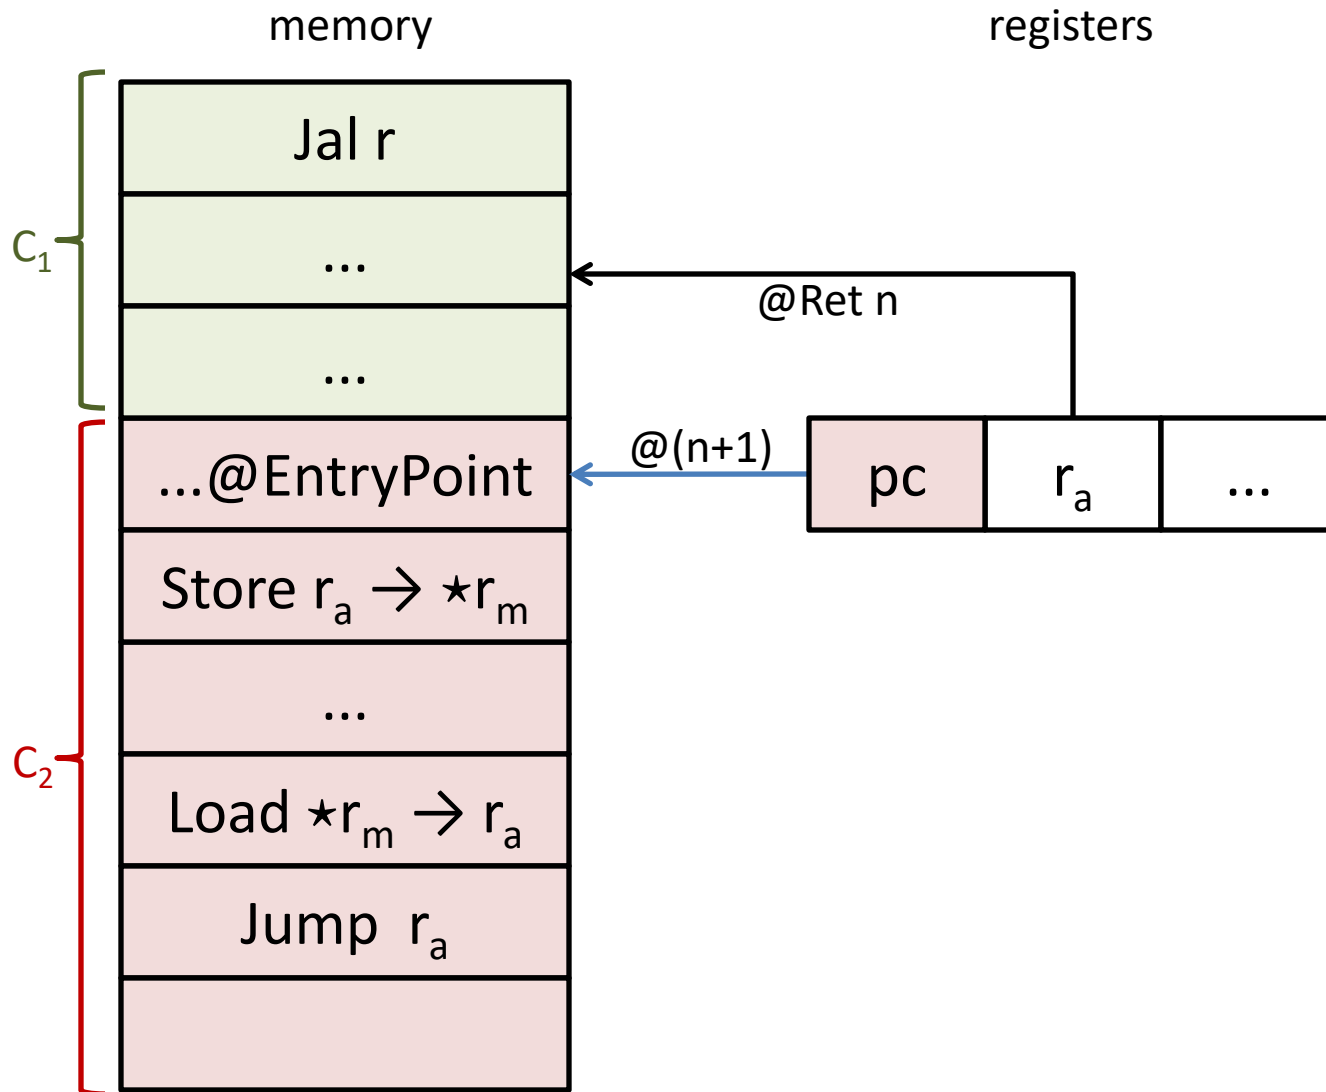 memory
registers
Jal r
C₁
...
@Ret n
...
...@EntryPoint
@(n+1)
pc
rₐ
...
Store rₐ → ⋆rₘ
...
C₂
Load ⋆rₘ → rₐ
Jump rₐ